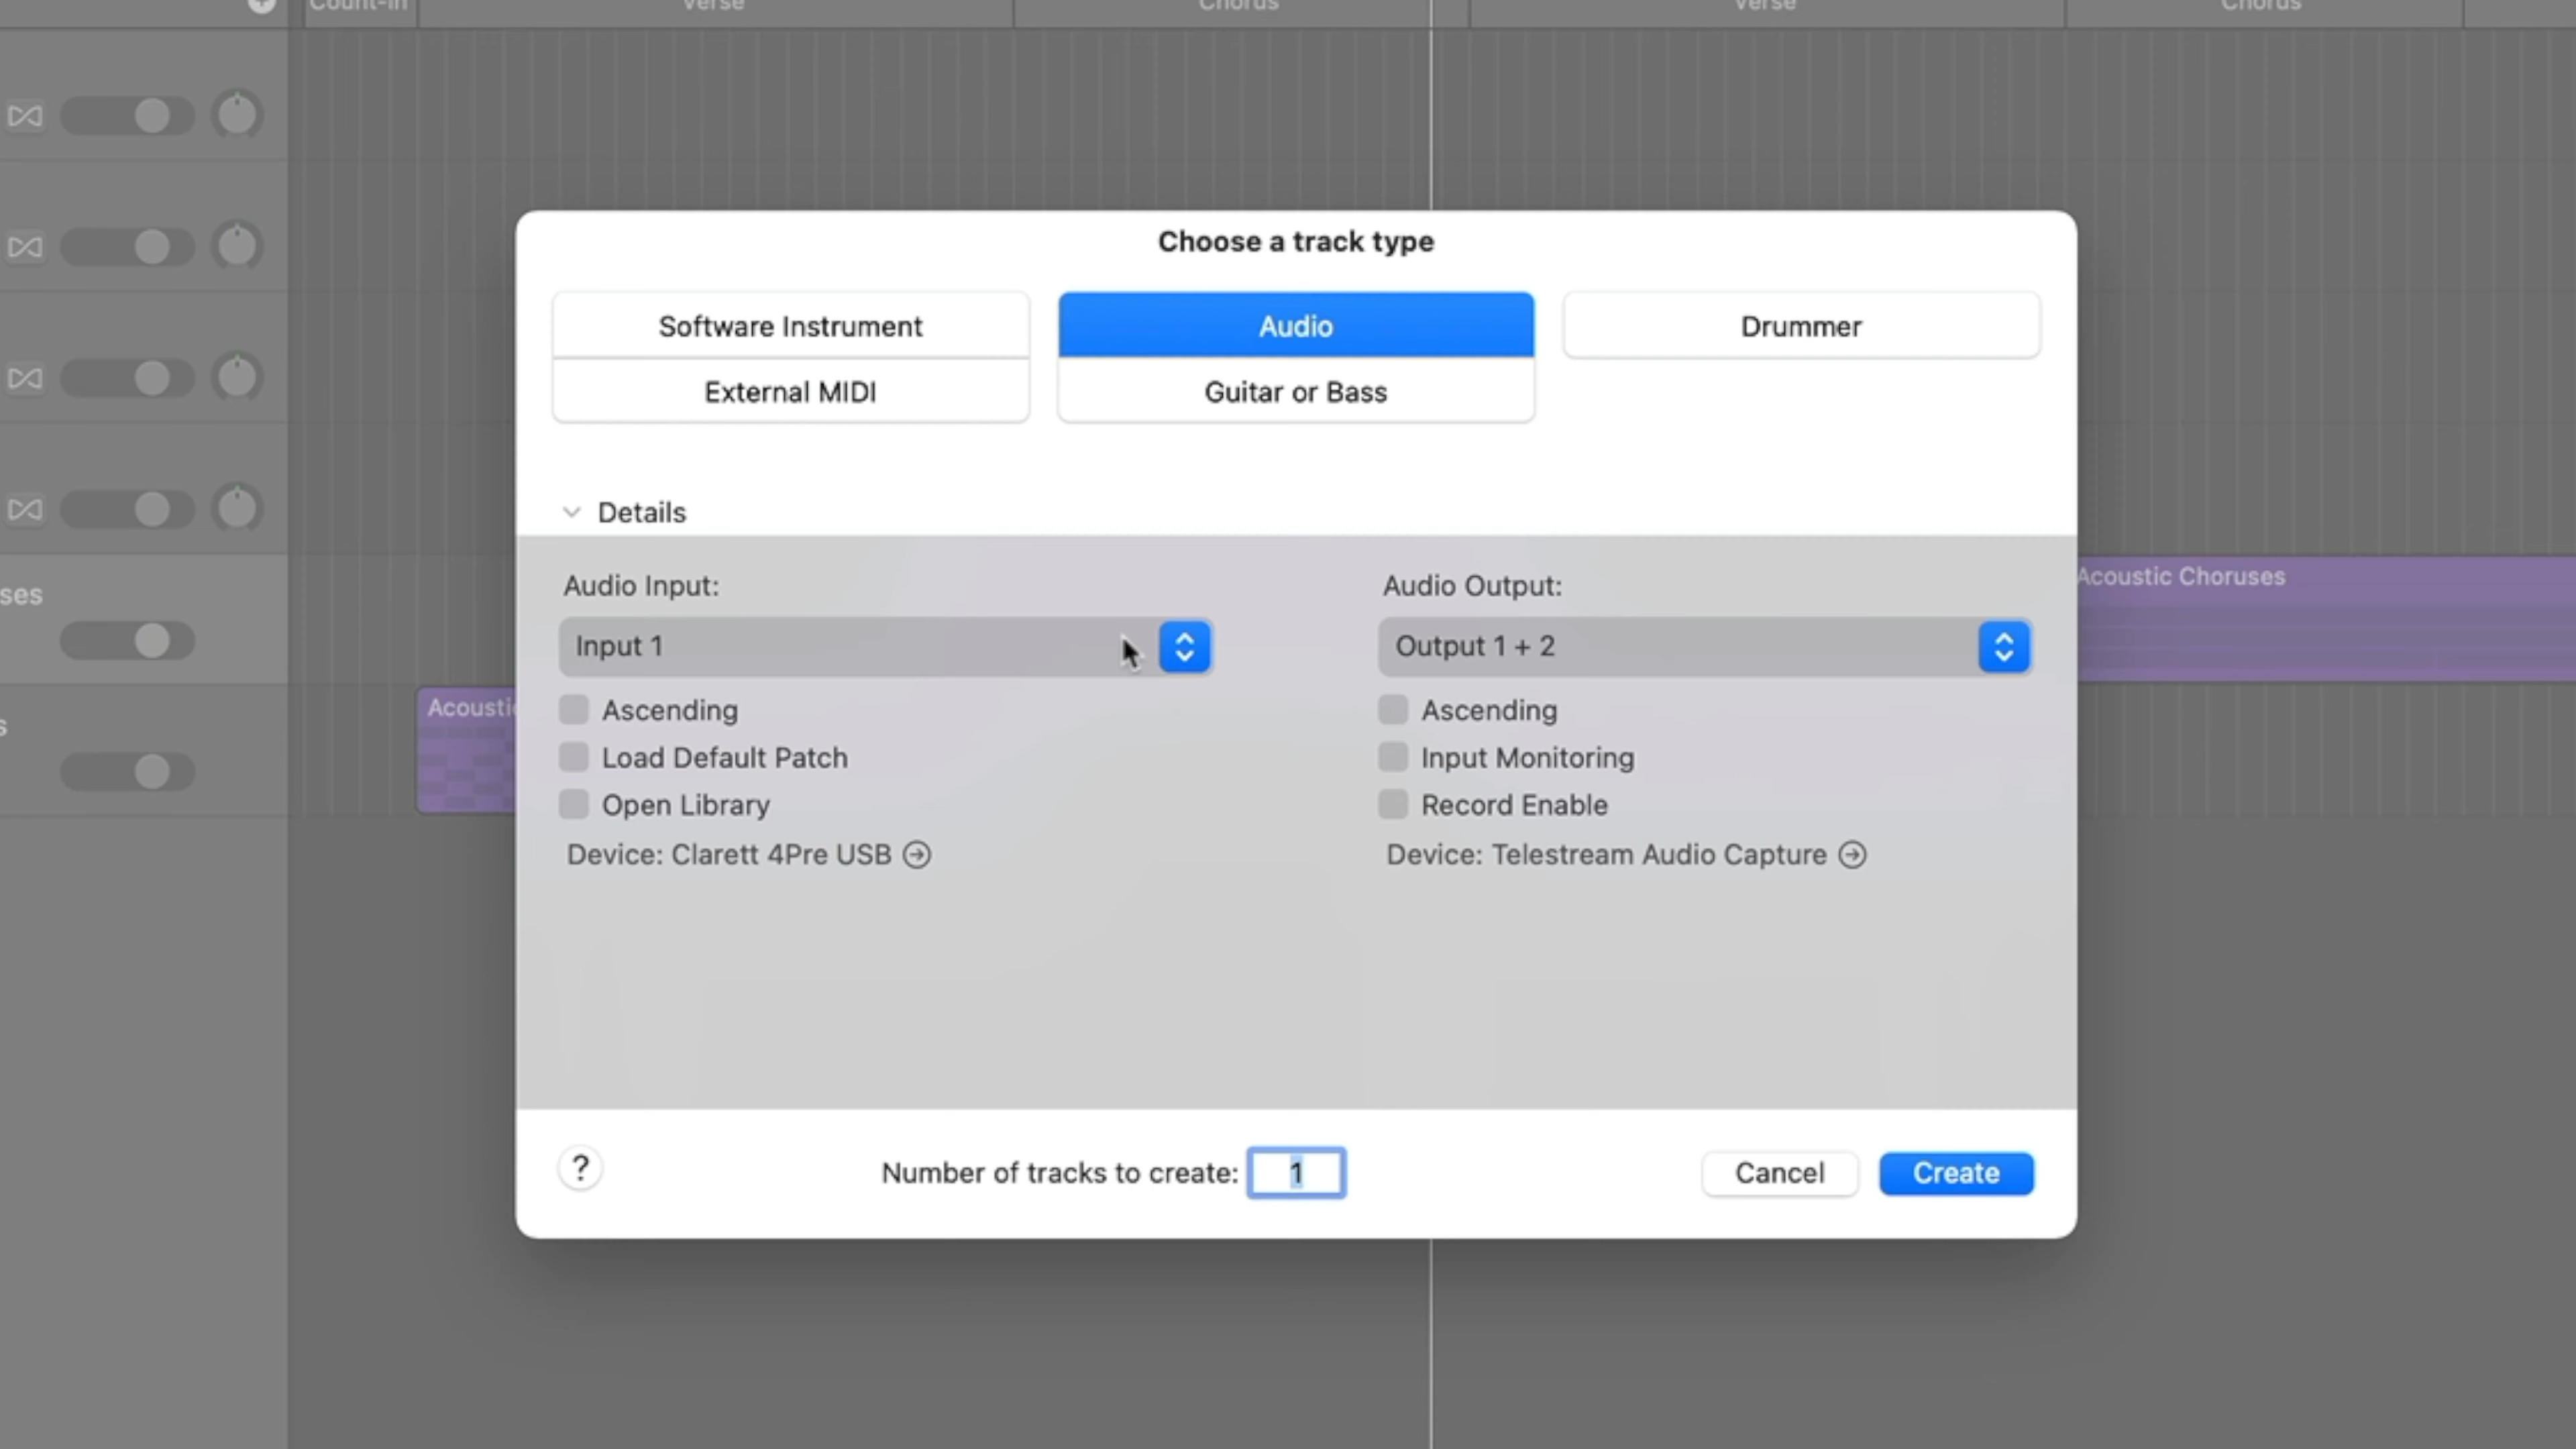 Count-In
Verse
Chorus
Verse
Chorus
Choose a track type
Software Instrument
Audio
Drummer
External MIDI
Guitar or Bass
Details
Audio Input:
Audio Output:
Input 1
Output 1 + 2
Ascending
Ascending
Load Default Patch
Input Monitoring
Open Library
Record Enable
Device: Clarett 4Pre USB
Device: Telestream Audio Capture
ses
Acoustic Choruses
s
Acousti
?
Number of tracks to create: 1
Cancel
Create